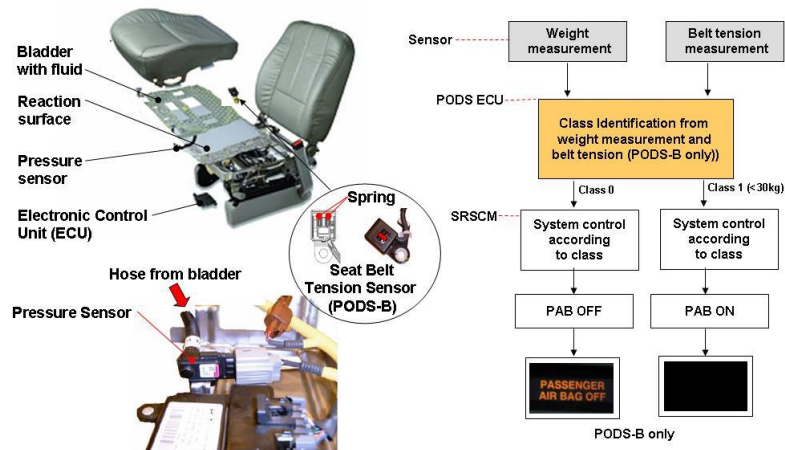 Bladder
with fluid
Reaction
surface
Pressure
sensor
Electronic Control
Unit (ECU)
Spring
Seat Belt
Tension Sensor
(PODS-B)
Hose from bladder
Pressure Sensor
Sensor
Weight
measurement
Belt tension
measurement
PODS ECU
Class Identification from
weight measurement and
belt tension (PODS-B only))
Class 0
Class 1 (<30kg)
SRSCM
System control
according
to class
System control
according
to class
PAB OFF
PAB ON
PASSENGER
AIR BAG OFF
PODS-B only